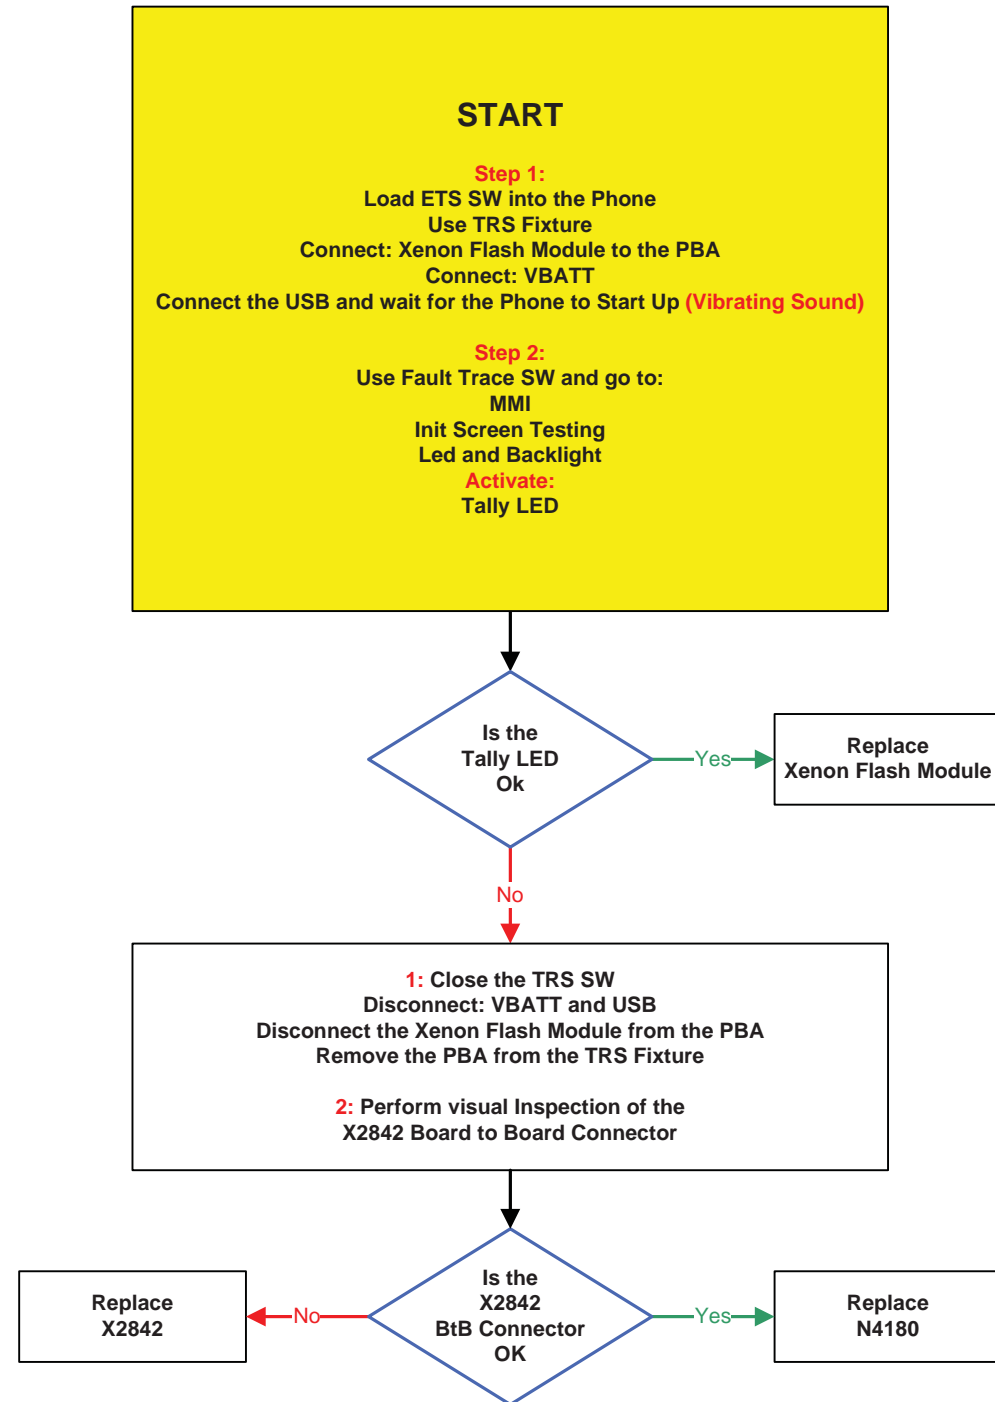 START
Step 1:
Load ETS SW into the Phone
Use TRS Fixture
Connect: Xenon Flash Module to the PBA
Connect: VBATT
Connect the USB and wait for the Phone to Start Up (Vibrating Sound)
Step 2:
Use Fault Trace SW and go to:
MMI
Init Screen Testing
Led and Backlight
Activate:
Tally LED
Is the
Tally LED
Ok
Yes
Replace
Xenon Flash Module
No
1: Close the TRS SW
Disconnect: VBATT and USB
Disconnect the Xenon Flash Module from the PBA
Remove the PBA from the TRS Fixture
2: Perform visual Inspection of the
X2842 Board to Board Connector
Is the
X2842
BtB Connector
OK
No
Replace
X2842
Yes
Replace
N4180